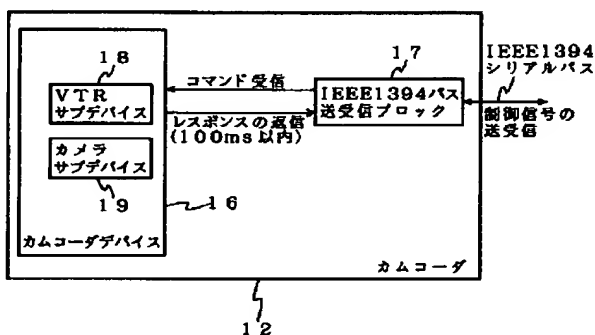 18
VTR
サブデバイス
カメラ
サブデバイス
19
16
カムコーダデバイス
コマンド受信
レスポンスの返信
(100ms以内)
17
IEEE1394バス
送受信ブロック
IEEE1394
シリアルバス
制御信号の
送受信
カムコーダ
12